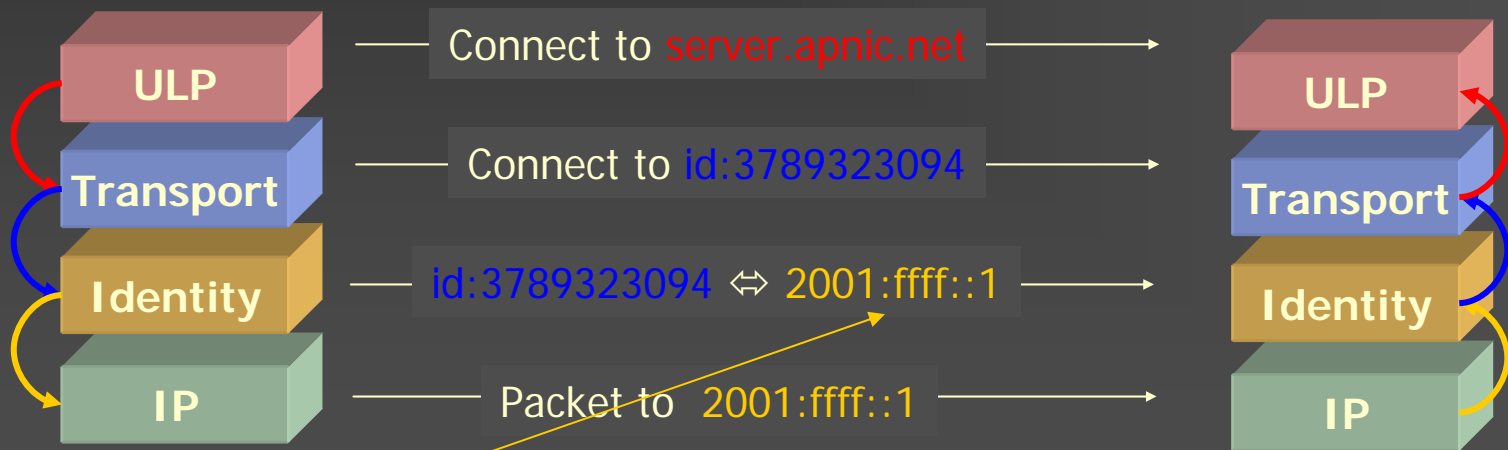 ULP
Connect to server.apnic.net
ULP
Transport
Connect to id:3789323094
Transport
Identity
id:3789323094 ⬄ 2001:ffff::1
Identity
IP
Packet to 2001:ffff::1
IP